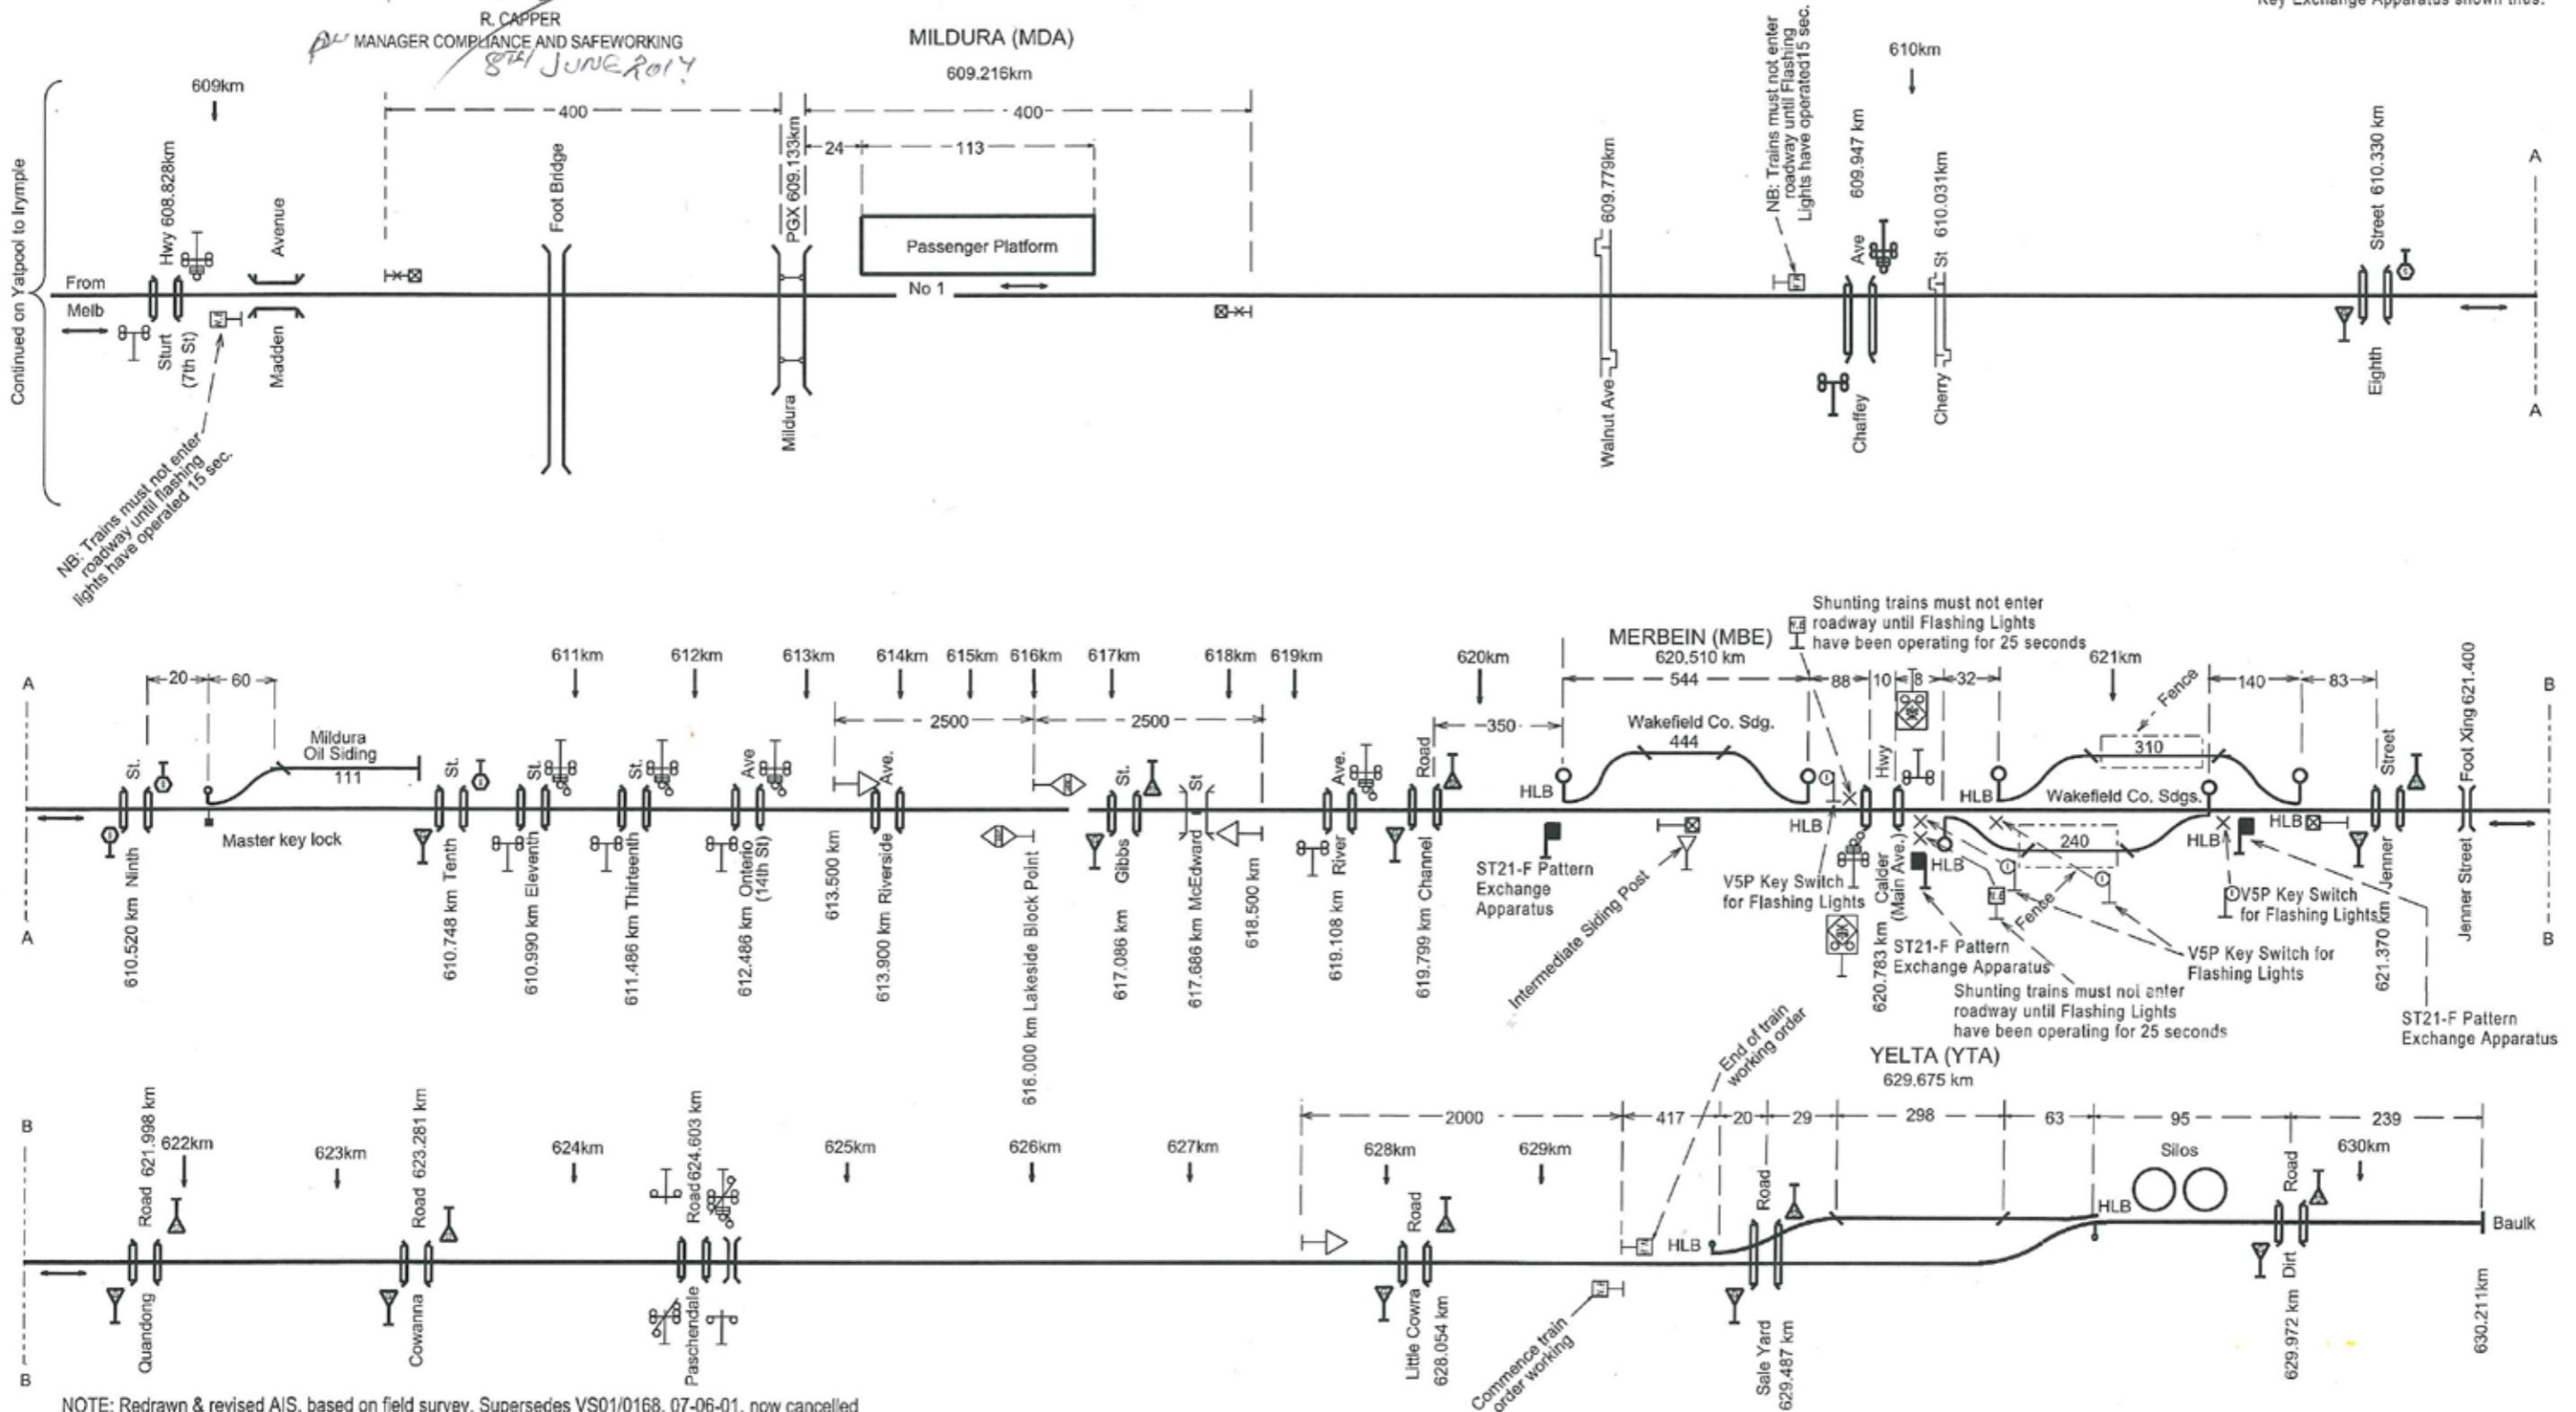 Key Exchange Apparatus shown thus:
R. CAPPER
MANAGER COMPLIANCE AND SAFEWORKING
8TH JUNE 2014
MILDURA (MDA)
609.216km
609km
610km
400
400
24
113
Continued on Yatpool to Irymple
From
Melb
Hwy 608.828km
Sturt
(7th St)
Avenue
Madden
NB: Trains must not enter
roadway until flashing
lights have operated 15 sec.
Foot Bridge
PGX 609.133km
Mildura
Passenger Platform
No 1
609.779km
Walnut Ave
NB: Trains must not enter
roadway until Flashing
Lights have operated15 sec.
Ave 609.947 km
Chaffey
St 610.031km
Cherry
Street 610.330 km
Eighth
A
A
A
A
20
60
611km
612km
613km
614km
615km
616km
617km
618km
619km
620km
621km
2500
2500
350
MERBEIN (MBE)
620.510 km
544
88
10
8
32
140
83
Shunting trains must not enter
roadway until Flashing Lights
have been operating for 25 seconds
Mildura
Oil Siding
111
Master key lock
St.
610.520 km Ninth
St.
610.748 km Tenth
St.
610.990 km Eleventh
St.
611.486 km Thirteenth
Ave
612.486 km Onterio
(14th St)
613.500 km
Ave.
613.900 km Riverside
616.000 km Lakeside Block Point
St.
617.086 km Gibbs
St
617.686 km McEdward
618.500 km
Ave.
619.108 km River
Road
619.799 km Channel
HLB
Wakefield Co. Sdg.
444
HLB
ST21-F Pattern
Exchange
Apparatus
Intermediate Siding Post
V5P Key Switch
for Flashing Lights
Hwy
620.783 km Calder
(Main Ave.)
HLB
HLB
Wakefield Co. Sdgs.
310
Fence
240
Fence
HLB
HLB
ST21-F Pattern
Exchange Apparatus
V5P Key Switch
for Flashing Lights
V5P Key Switch for
Flashing Lights
Shunting trains must not enter
roadway until Flashing Lights
have been operating for 25 seconds
Street
621.370 km Jenner
Foot Xing 621.400
Jenner Street
ST21-F Pattern
Exchange Apparatus
B
B
B
B
Road 621.998 km
Quandong
622km
623km
Road 623.281 km
Cowanna
624km
Road 624.603 km
Paschendale
625km
626km
627km
628km
629km
630km
YELTA (YTA)
629.675 km
2000
417
20
29
298
63
95
239
End of train
working order
Commence train
order working
Road
Little Cowra
628.054 km
HLB
Road
Sale Yard
629.487 km
HLB
Silos
Road
629.972 km Dirt
Baulk
630.211km
NOTE: Redrawn & revised AIS, based on field survey. Supersedes VS01/0168, 07-06-01, now cancelled